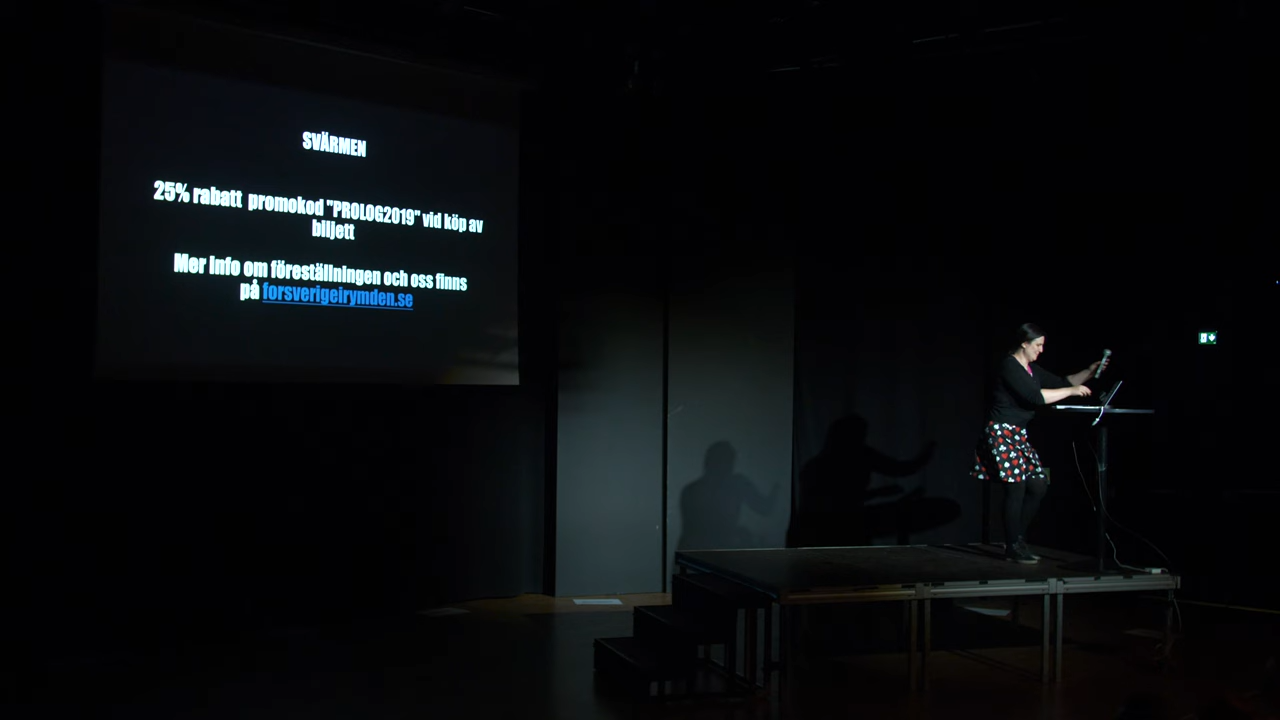 SVÄRMEN
25% rabatt promokod "PROLOG2019" vid köp av
biljett
Mer info om föreställningen och oss finns
på forsverigeirymden.se